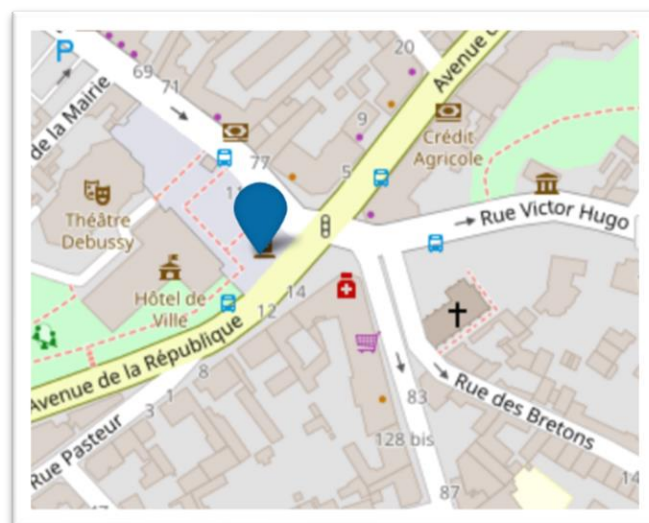 P
69
71
20
Avenue
de la Mairie
9
Crédit
Agricole
77
5
11
Théâtre
Debussy
Rue Victor Hugo
Hôtel de
Ville
14
12
Avenue de la République
8
1
3
Rue Pasteur
83
Rue des Bretons
128 bis
14
87